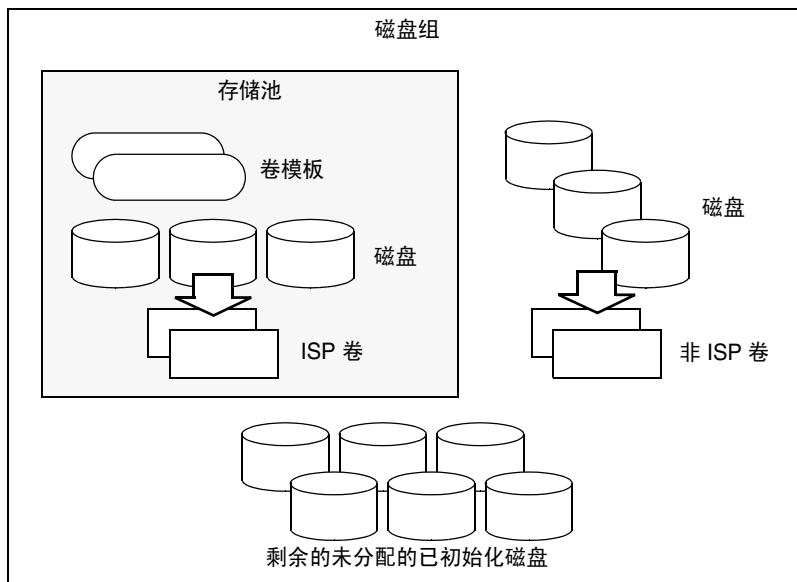 磁盘组
存储池
卷模板
磁盘
磁盘
ISP 卷
非 ISP 卷
剩余的未分配的已初始化磁盘